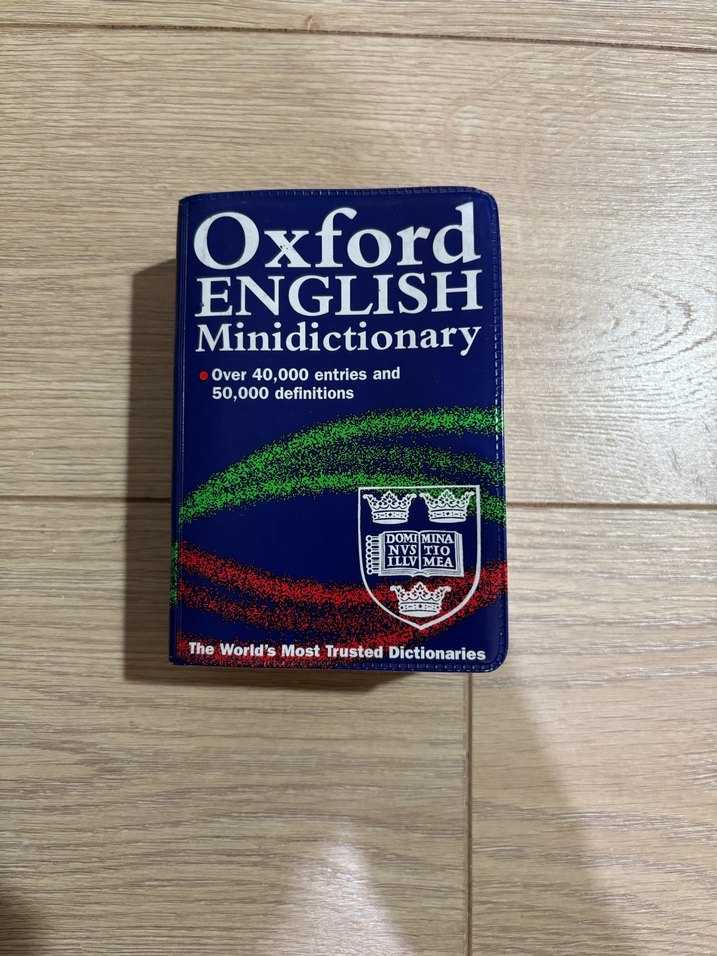 Oxford
ENGLISH
Minidictionary
Over 40,000 entries and
50,000 definitions
DOMI MINA
NVS TIO
ILLV MEA
The World's Most Trusted Dictionaries